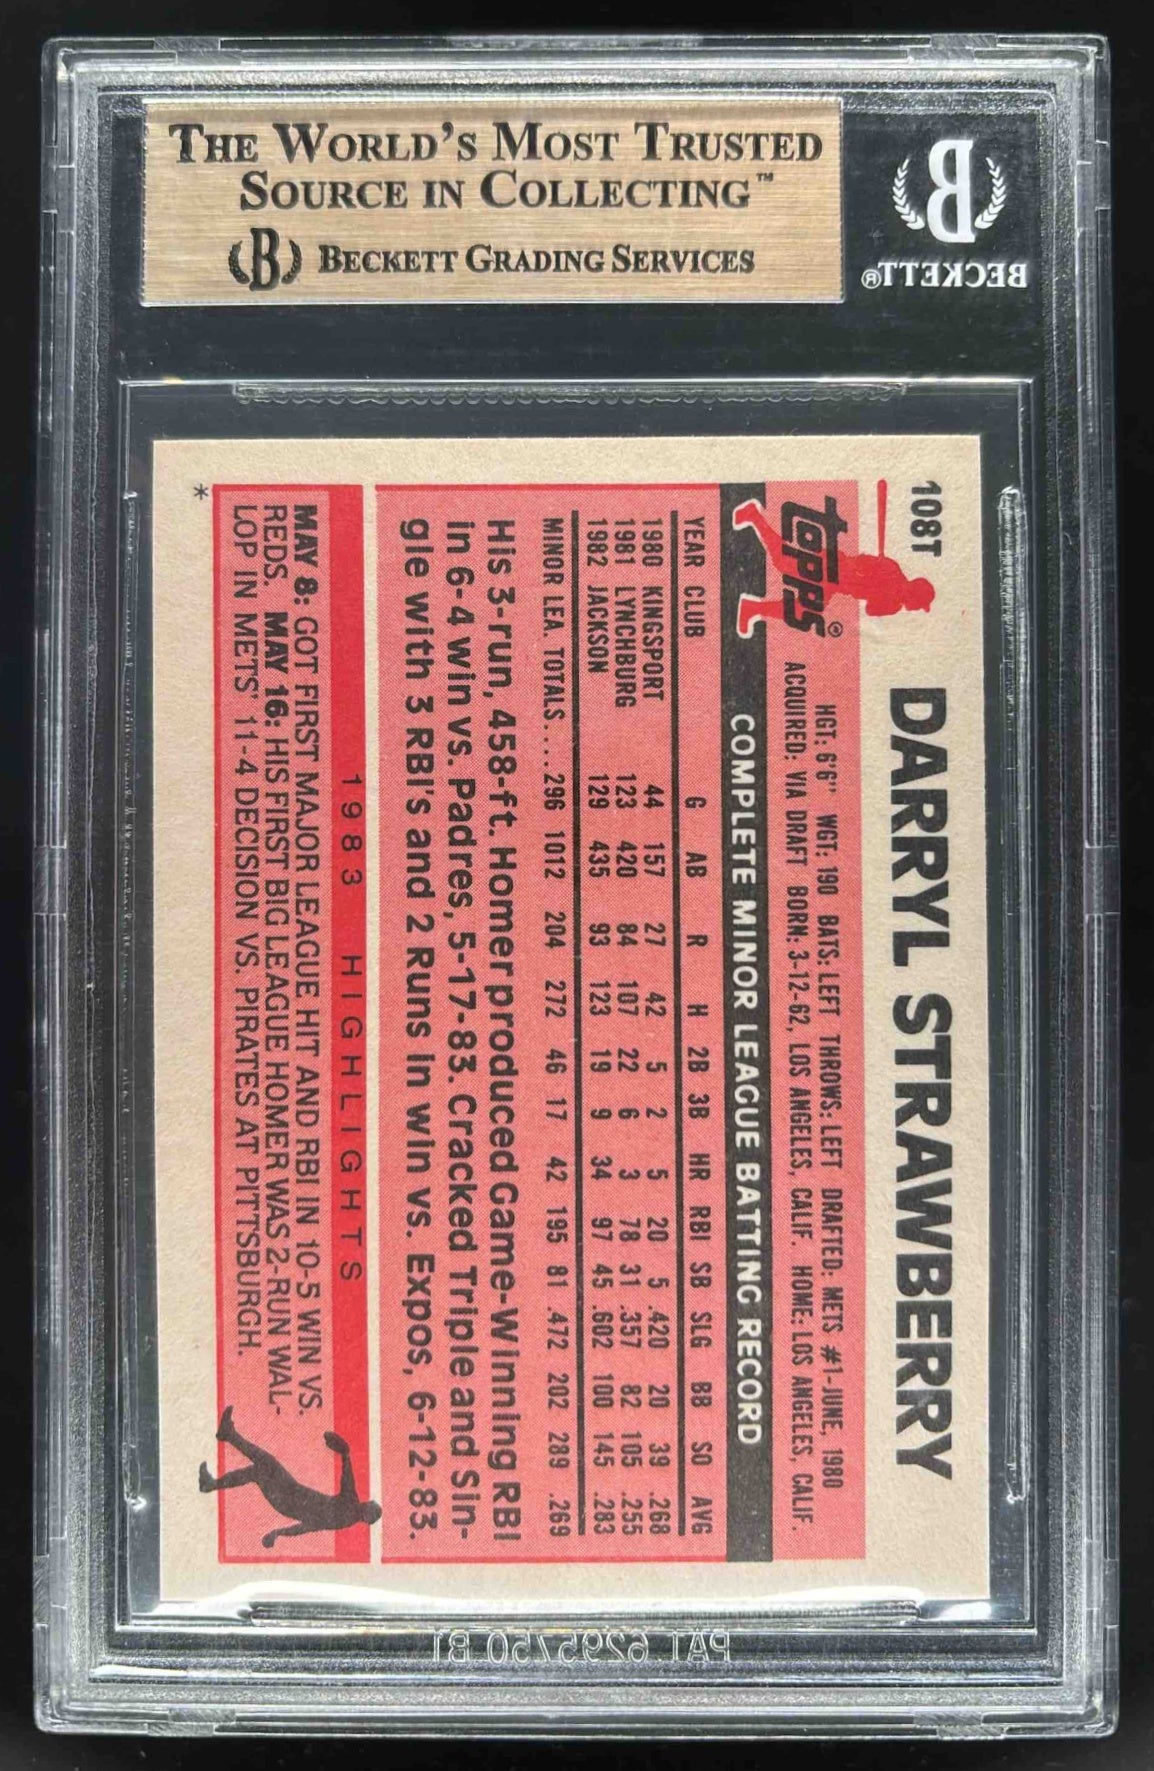 THE WORLD'S MOST TRUSTED
SOURCE IN COLLECTING™
B BECKETT GRADING SERVICES
B
BECKETT®
108T
DARRYL STRAWBERRY
TOPPS®
HGT: 6'6" WGT: 190 BATS: LEFT THROWS: LEFT DRAFTED: METS #1-JUNE, 1980
ACQUIRED: VIA DRAFT BORN: 3-12-62, LOS ANGELES, CALIF. HOME: LOS ANGELES, CALIF.
COMPLETE MINOR LEAGUE BATTING RECORD
YEAR CLUB G AB R H 2B 3B HR RBI SB SLG BB SO AVG
1980 KINGSPORT 44 157 27 42 5 2 5 20 5 .420 20 39 .268
1981 LYNCHBURG 123 420 84 107 22 6 3 78 31 .357 82 105 .255
1982 JACKSON 129 435 93 123 19 9 34 97 45 .602 100 145 .283
MINOR LEA. TOTALS....296 1012 204 272 46 17 42 195 81 .472 202 289 .269
His 3-run, 458-ft. Homer produced Game-Winning RBI
in 6-4 win vs. Padres, 5-17-83. Cracked Triple and Sin-
gle with 3 RBI's and 2 Runs in win vs. Expos, 6-12-83.
1983 HIGHLIGHTS
MAY 8: GOT FIRST MAJOR LEAGUE HIT AND RBI IN 10-5 WIN VS.
REDS. MAY 16: HIS FIRST BIG LEAGUE HOMER WAS 2-RUN WAL-
LOP IN METS' 11-4 DECISION VS. PIRATES AT PITTSBURGH.
*
PAT 6295750 B1